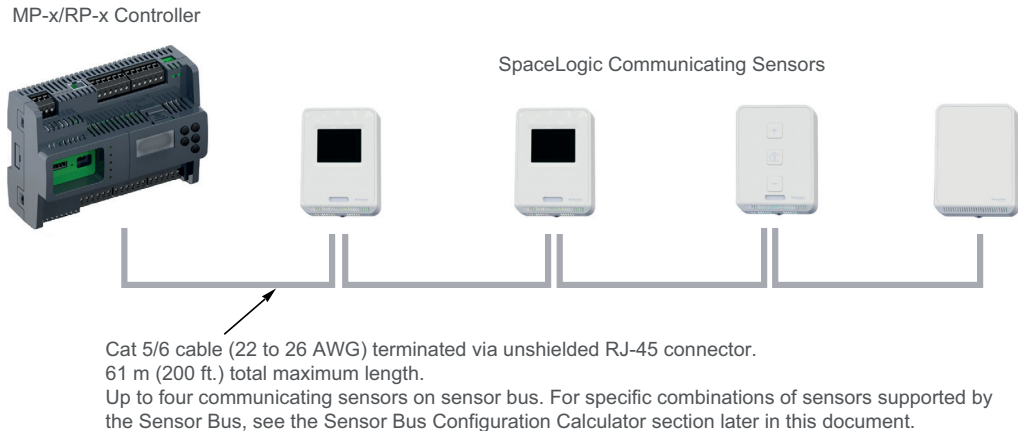 MP-x/RP-x Controller
SpaceLogic Communicating Sensors
Cat 5/6 cable (22 to 26 AWG) terminated via unshielded RJ-45 connector.
61 m (200 ft.) total maximum length.
Up to four communicating sensors on sensor bus. For specific combinations of sensors supported by
the Sensor Bus, see the Sensor Bus Configuration Calculator section later in this document.